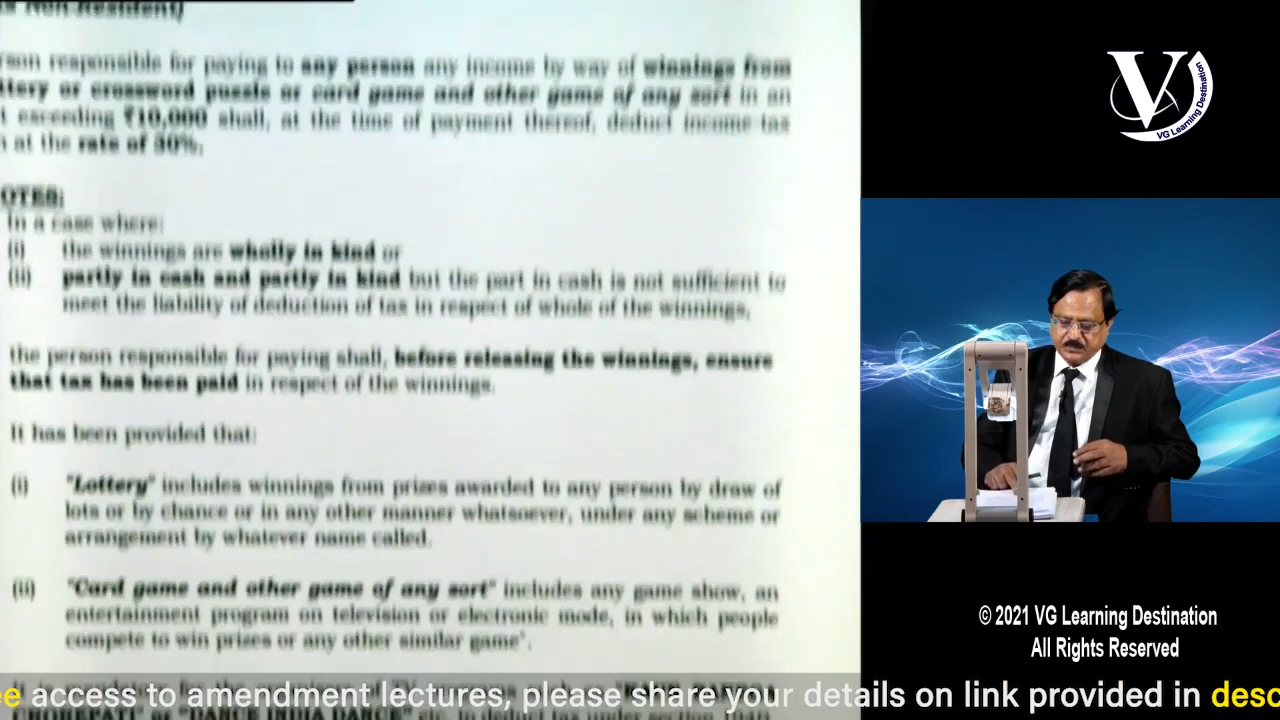 s Non Resident)
rson responsible for paying to any person any income by way of winnings from
ttery or crossword puzzle or card game and other game of any sort in an
t exceeding ₹10,000 shall, at the time of payment thereof, deduct income tax
n at the rate of 30%.
OTES:
In a case where:
(i) the winnings are wholly in kind or
(ii) partly in cash and partly in kind but the part in cash is not sufficient to
meet the liability of deduction of tax in respect of whole of the winnings,
the person responsible for paying shall, before releasing the winnings, ensure
that tax has been paid in respect of the winnings.
It has been provided that:
(i) "Lottery" includes winnings from prizes awarded to any person by draw of
lots or by chance or in any other manner whatsoever, under any scheme or
arrangement by whatever name called.
(ii) "Card game and other game of any sort" includes any game show, an
entertainment program on television or electronic mode, in which people
compete to win prizes or any other similar game".
V
VG Learning Destination
© 2021 VG Learning Destination
All Rights Reserved
ee access to amendment lectures, please share your details on link provided in desc
"DANCE INDIA DANCE" etc. to deduct tax under section